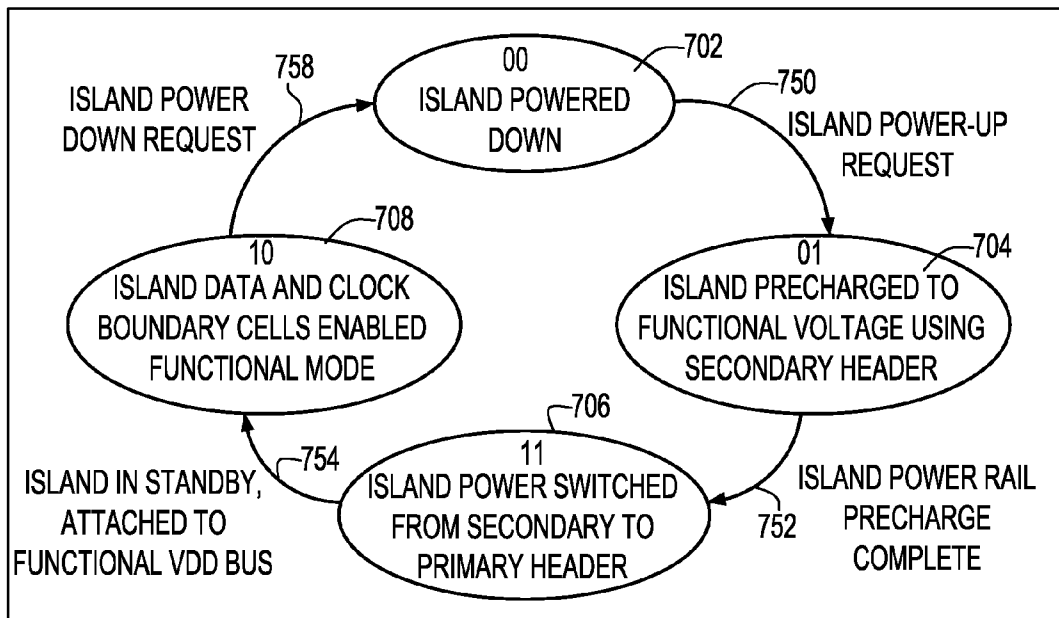 00
702
ISLAND POWERED
DOWN
758
ISLAND POWER
DOWN REQUEST
750
ISLAND POWER-UP
REQUEST
708
10
ISLAND DATA AND CLOCK
BOUNDARY CELLS ENABLED
FUNCTIONAL MODE
01
704
ISLAND PRECHARGED TO
FUNCTIONAL VOLTAGE USING
SECONDARY HEADER
706
11
ISLAND POWER SWITCHED
FROM SECONDARY TO
PRIMARY HEADER
754
ISLAND IN STANDBY,
ATTACHED TO
FUNCTIONAL VDD BUS
752
ISLAND POWER RAIL
PRECHARGE
COMPLETE